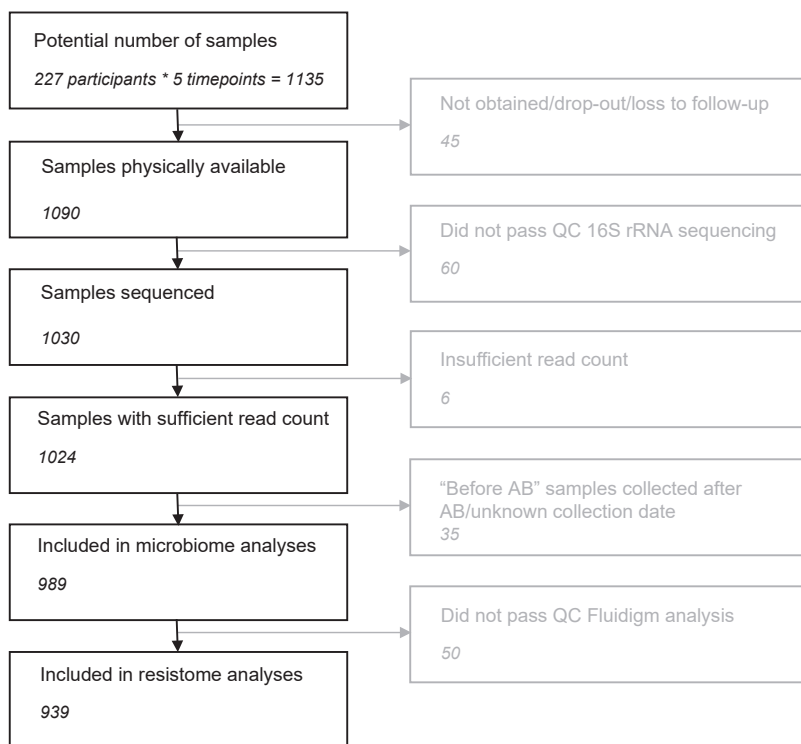 Potential number of samples
227 participants * 5 timepoints = 1135
Not obtained/drop-out/loss to follow-up
45
Samples physically available
1090
Did not pass QC 16S rRNA sequencing
60
Samples sequenced
1030
Insufficient read count
6
Samples with sufficient read count
1024
“Before AB” samples collected after
AB/unknown collection date
35
Included in microbiome analyses
989
Did not pass QC Fluidigm analysis
50
Included in resistome analyses
939